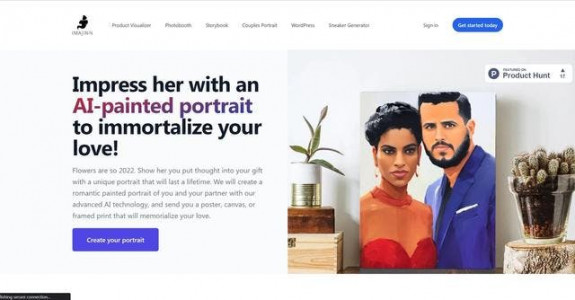 Product Visualizer Photobooth Storybook Couples Portrait WordPress Sneaker Generator Sign in Get started today
FEATURED ON
Product Hunt
Impress her with an
AI-painted portrait
to immortalize your
love!
Flowers are so 2022. Show her you put thought into your gift
with a unique portrait that will last a lifetime. We will create a
romantic painted portrait of you and your partner with our
advanced AI technology, and send you a poster, canvas, or
framed print that will memorialize your love.
Create your portrait